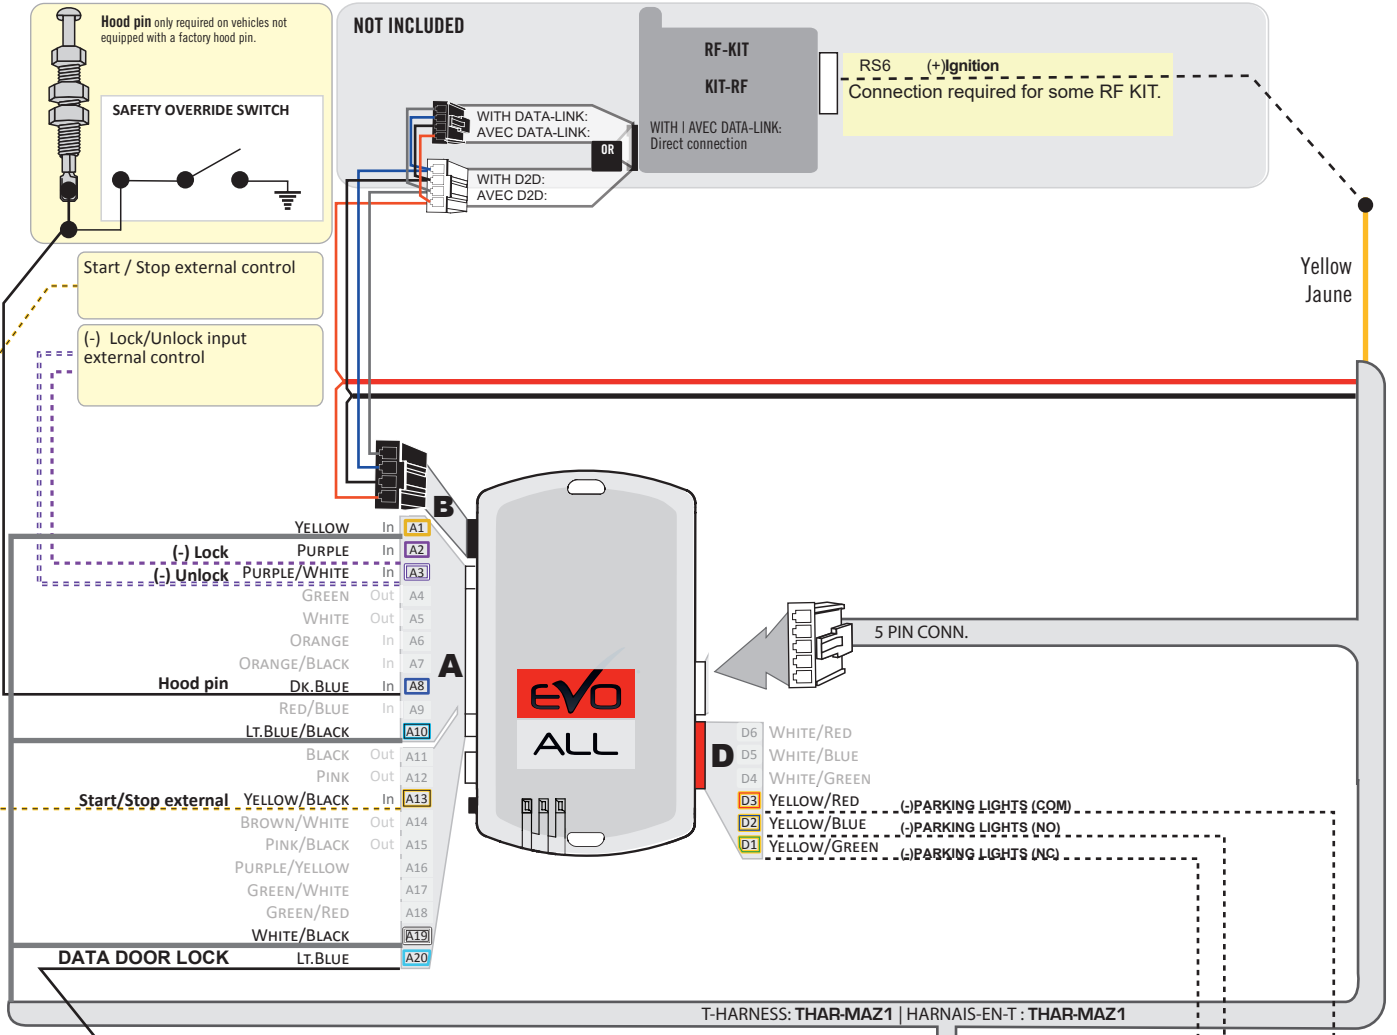 Hood pin only required on vehicles not
equipped with a factory hood pin.
SAFETY OVERRIDE SWITCH
NOT INCLUDED
RF-KIT
KIT-RF
WITH | AVEC DATA-LINK:
Direct connection
RS6 (+)Ignition
Connection required for some RF KIT.
WITH DATA-LINK:
AVEC DATA-LINK:
OR
WITH D2D:
AVEC D2D:
Yellow
Jaune
Start / Stop external control
(-) Lock/Unlock input
external control
B
A
YELLOW In A1
(-) Lock PURPLE In A2
(-) Unlock PURPLE/WHITE In A3
GREEN Out A4
WHITE Out A5
ORANGE In A6
ORANGE/BLACK In A7
Hood pin DK.BLUE In A8
RED/BLUE In A9
LT.BLUE/BLACK A10
BLACK Out A11
PINK Out A12
Start/Stop external YELLOW/BLACK In A13
BROWN/WHITE Out A14
PINK/BLACK Out A15
PURPLE/YELLOW A16
GREEN/WHITE A17
GREEN/RED A18
WHITE/BLACK A19
DATA DOOR LOCK LT.BLUE A20
EVO
ALL
5 PIN CONN.
D
D6 WHITE/RED
D5 WHITE/BLUE
D4 WHITE/GREEN
D3 YELLOW/RED (-)PARKING LIGHTS (COM)
D2 YELLOW/BLUE (-)PARKING LIGHTS (NO)
D1 YELLOW/GREEN (-)PARKING LIGHTS (NC)
T-HARNESS: THAR-MAZ1 | HARNAIS-EN-T : THAR-MAZ1